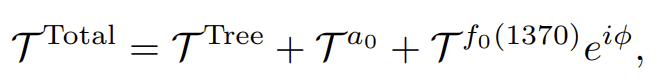 𝒯^Total = 𝒯^Tree + 𝒯^{a_0} + 𝒯^{f_0(1370)} e^{iϕ},